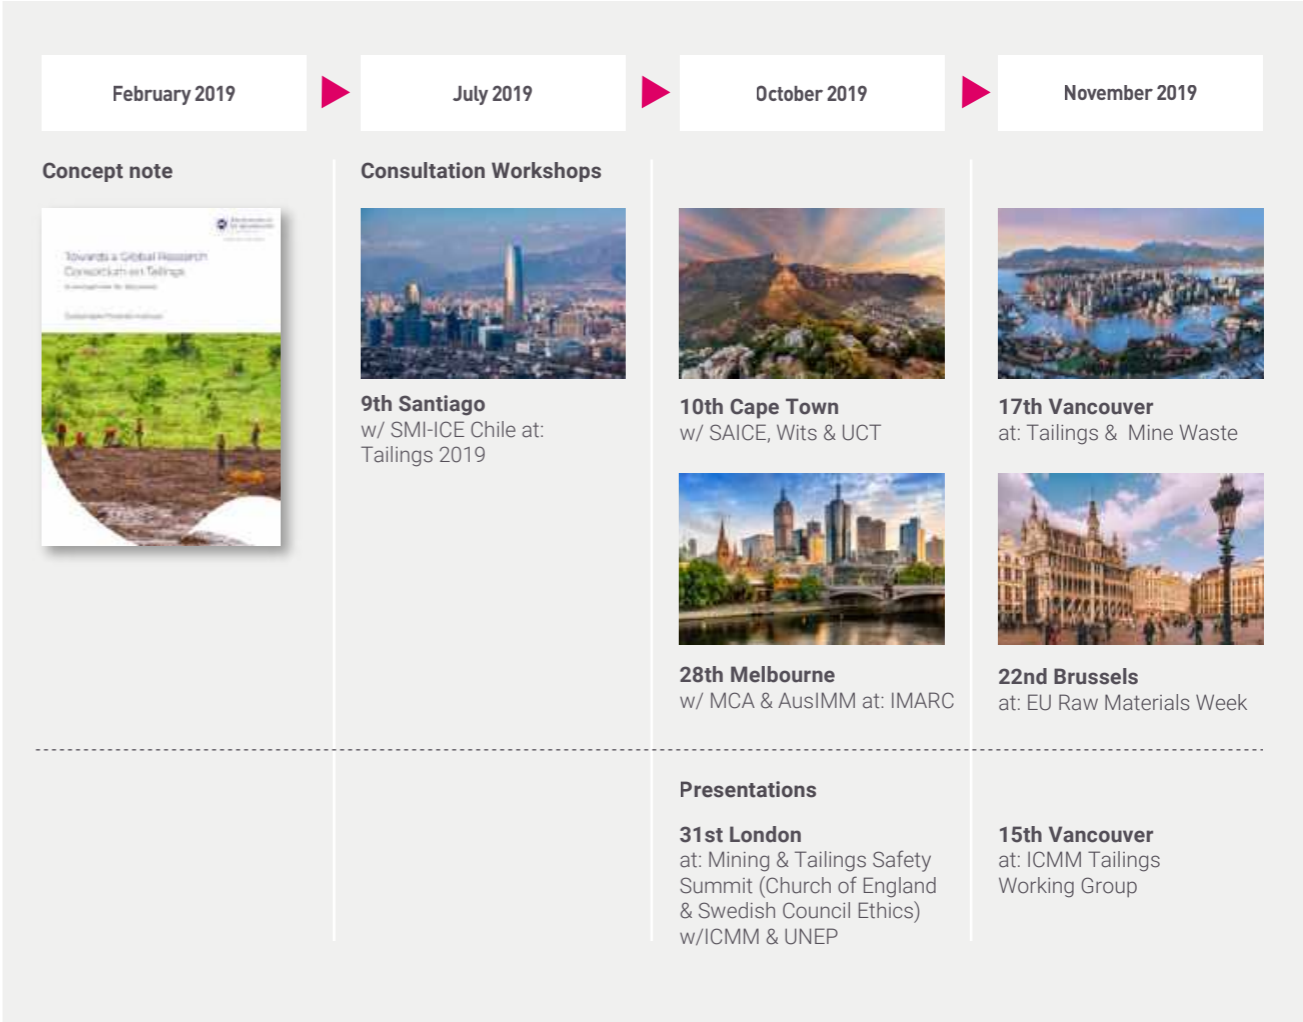 February 2019
July 2019
October 2019
November 2019
Concept note
Towards a Global Research
Consortium on Tailings
Consultation Workshops
9th Santiago
w/ SMI-ICE Chile at:
Tailings 2019
10th Cape Town
w/ SAICE, Wits & UCT
28th Melbourne
w/ MCA & AusIMM at: IMARC
17th Vancouver
at: Tailings & Mine Waste
22nd Brussels
at: EU Raw Materials Week
Presentations
31st London
at: Mining & Tailings Safety
Summit (Church of England
& Swedish Council Ethics)
w/ICMM & UNEP
15th Vancouver
at: ICMM Tailings
Working Group